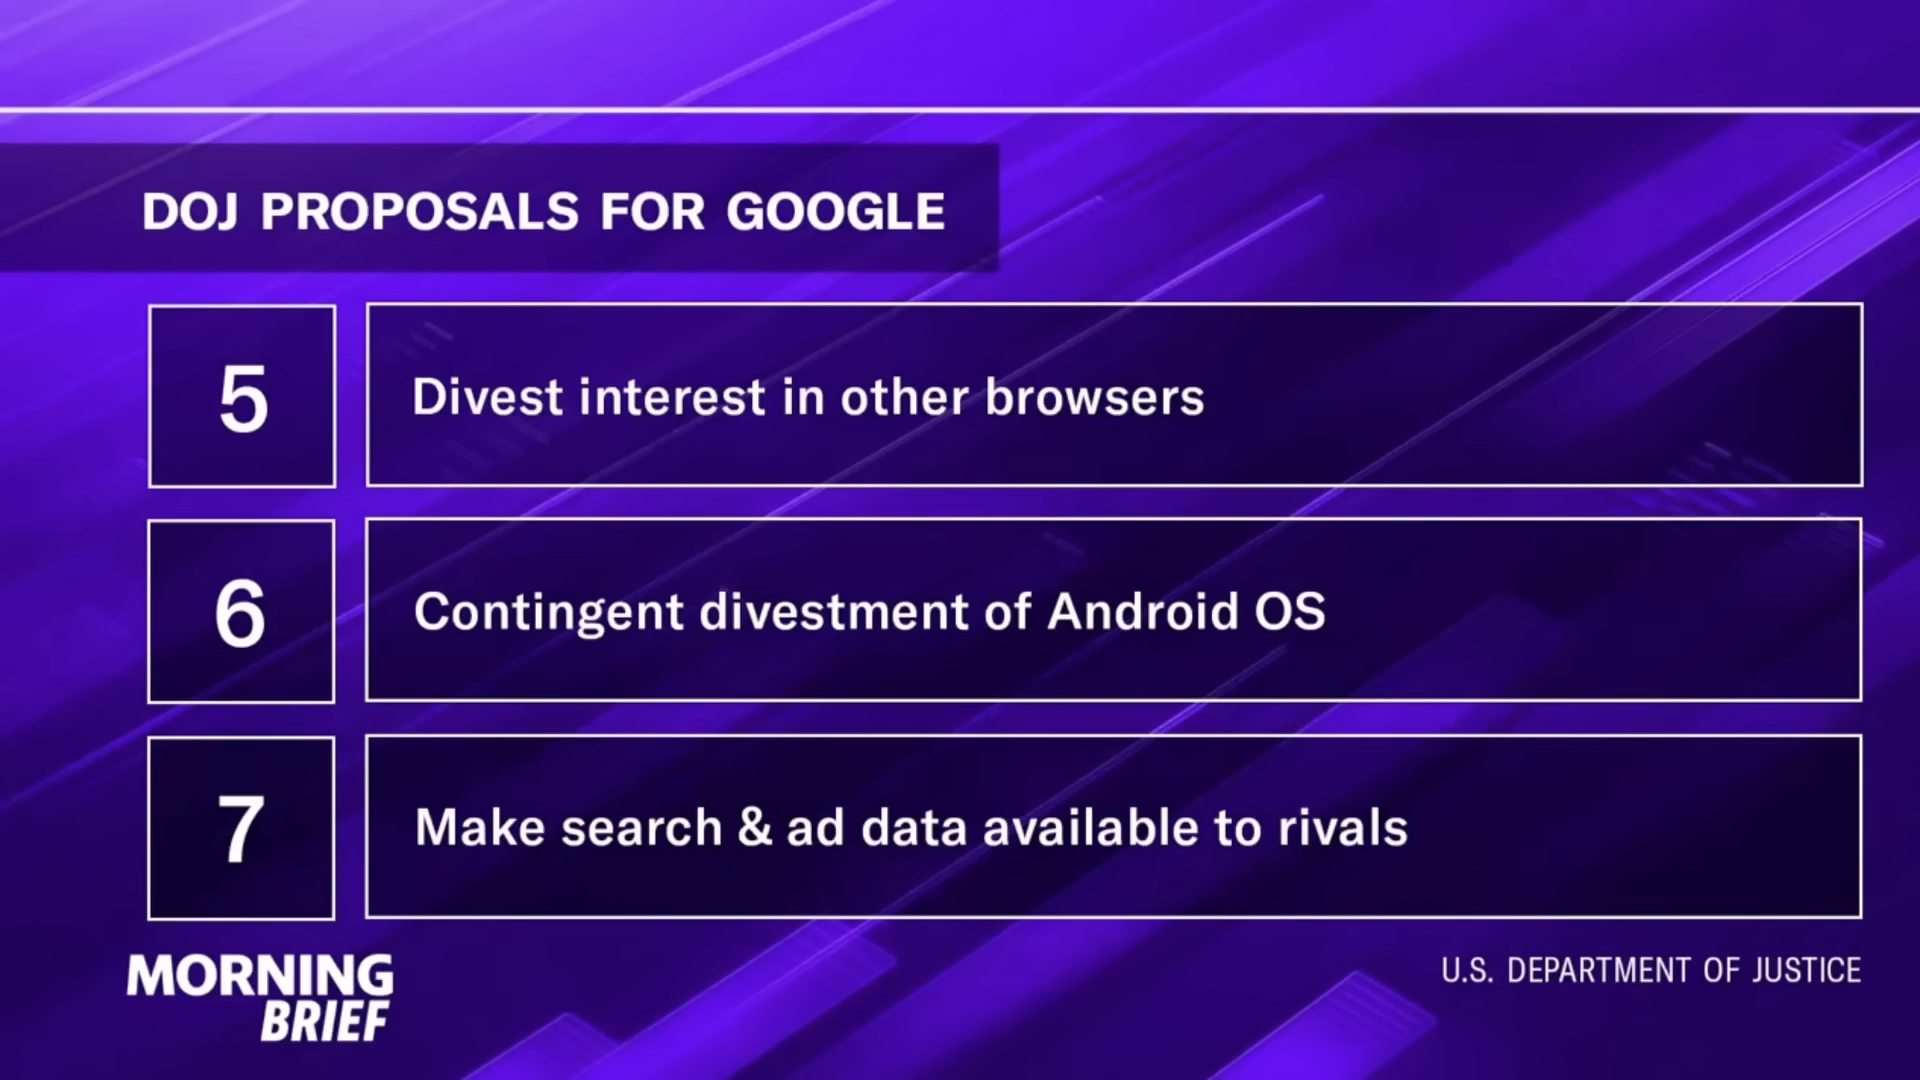 DOJ PROPOSALS FOR GOOGLE
5
Divest interest in other browsers
6
Contingent divestment of Android OS
7
Make search & ad data available to rivals
MORNING
BRIEF
U.S. DEPARTMENT OF JUSTICE